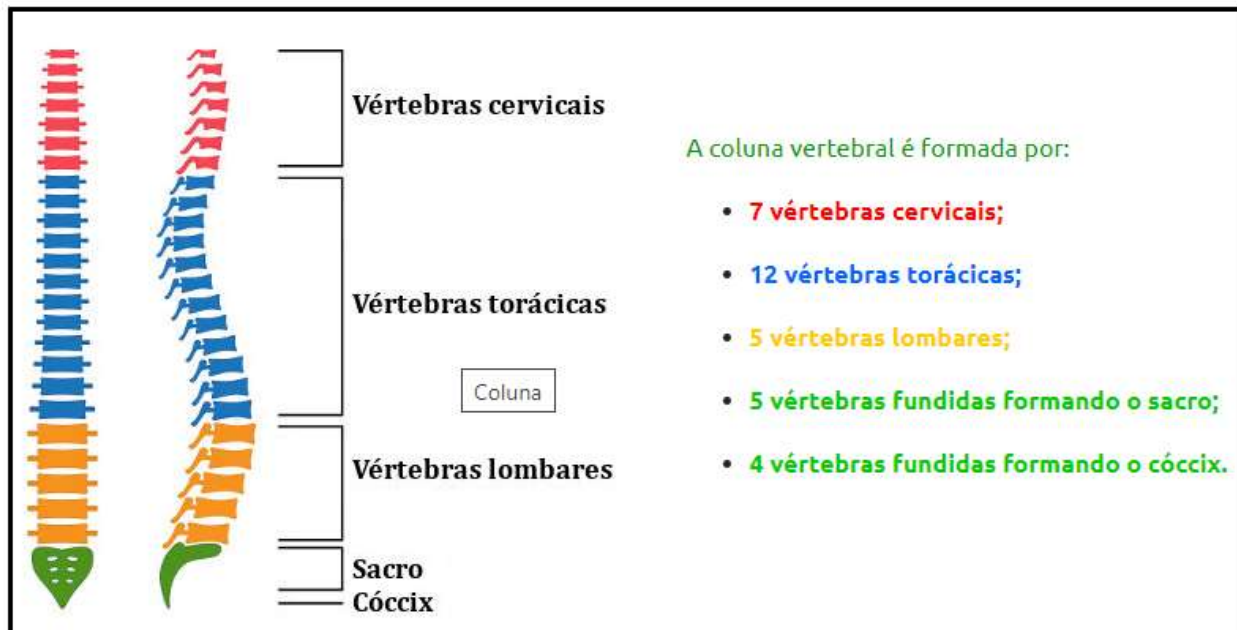 Vértebras cervicais
Vértebras torácicas
Coluna
Vértebras lombares
Sacro
Cóccix
A coluna vertebral é formada por:
• 7 vértebras cervicais;
• 12 vértebras torácicas;
• 5 vértebras lombares;
• 5 vértebras fundidas formando o sacro;
• 4 vértebras fundidas formando o cóccix.